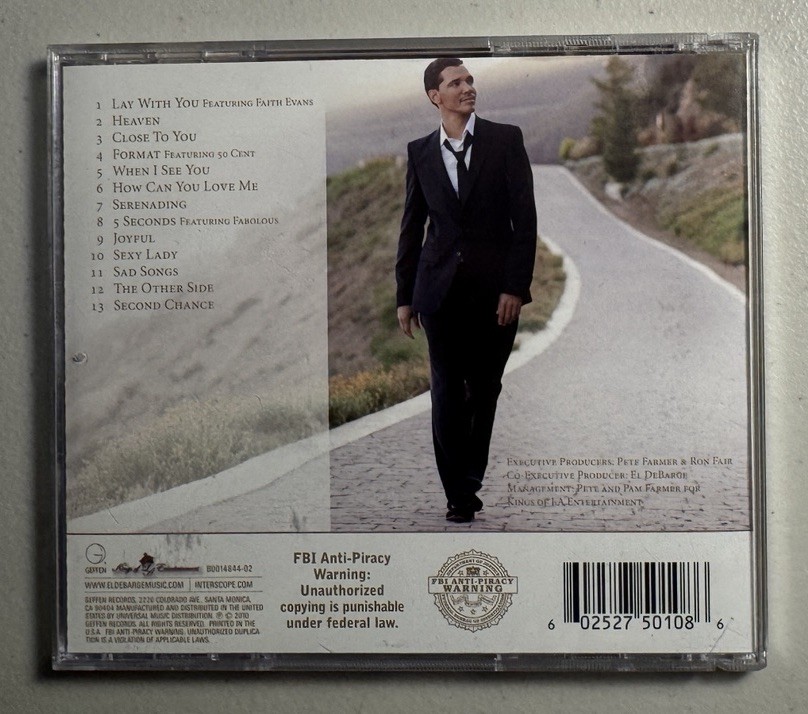 1 Lay With You Featuring Faith Evans
2 Heaven
3 Close To You
4 Format Featuring 50 Cent
5 When I See You
6 How Can You Love Me
7 Serenading
8 5 Seconds Featuring Fabolous
9 Joyful
10 Sexy Lady
11 Sad Songs
12 The Other Side
13 Second Chance
Executive Producers: Pete Farmer & Ron Fair
Co-Executive Producer: El DeBarge
Management: Pete and Pam Farmer for
Kings of LA Entertainment
G
GEFFEN Kings of LA Entertainment B0014844-02
WWW.ELDEBARGEMUSIC.COM | INTERSCOPE.COM
GEFFEN RECORDS, 2220 COLORADO AVE, SANTA MONICA,
CA 90404 MANUFACTURED AND DISTRIBUTED IN THE UNITED
STATES BY UNIVERSAL MUSIC DISTRIBUTION ℗ © 2010
GEFFEN RECORDS. ALL RIGHTS RESERVED. PRINTED IN THE
U.S.A. FBI ANTI-PIRACY WARNING: UNAUTHORIZED DUPLICA-
TION IS A VIOLATION OF APPLICABLE LAWS.
FBI Anti-Piracy
Warning:
Unauthorized
copying is punishable
under federal law.
FBI ANTI-PIRACY
WARNING
6 02527 50108 6